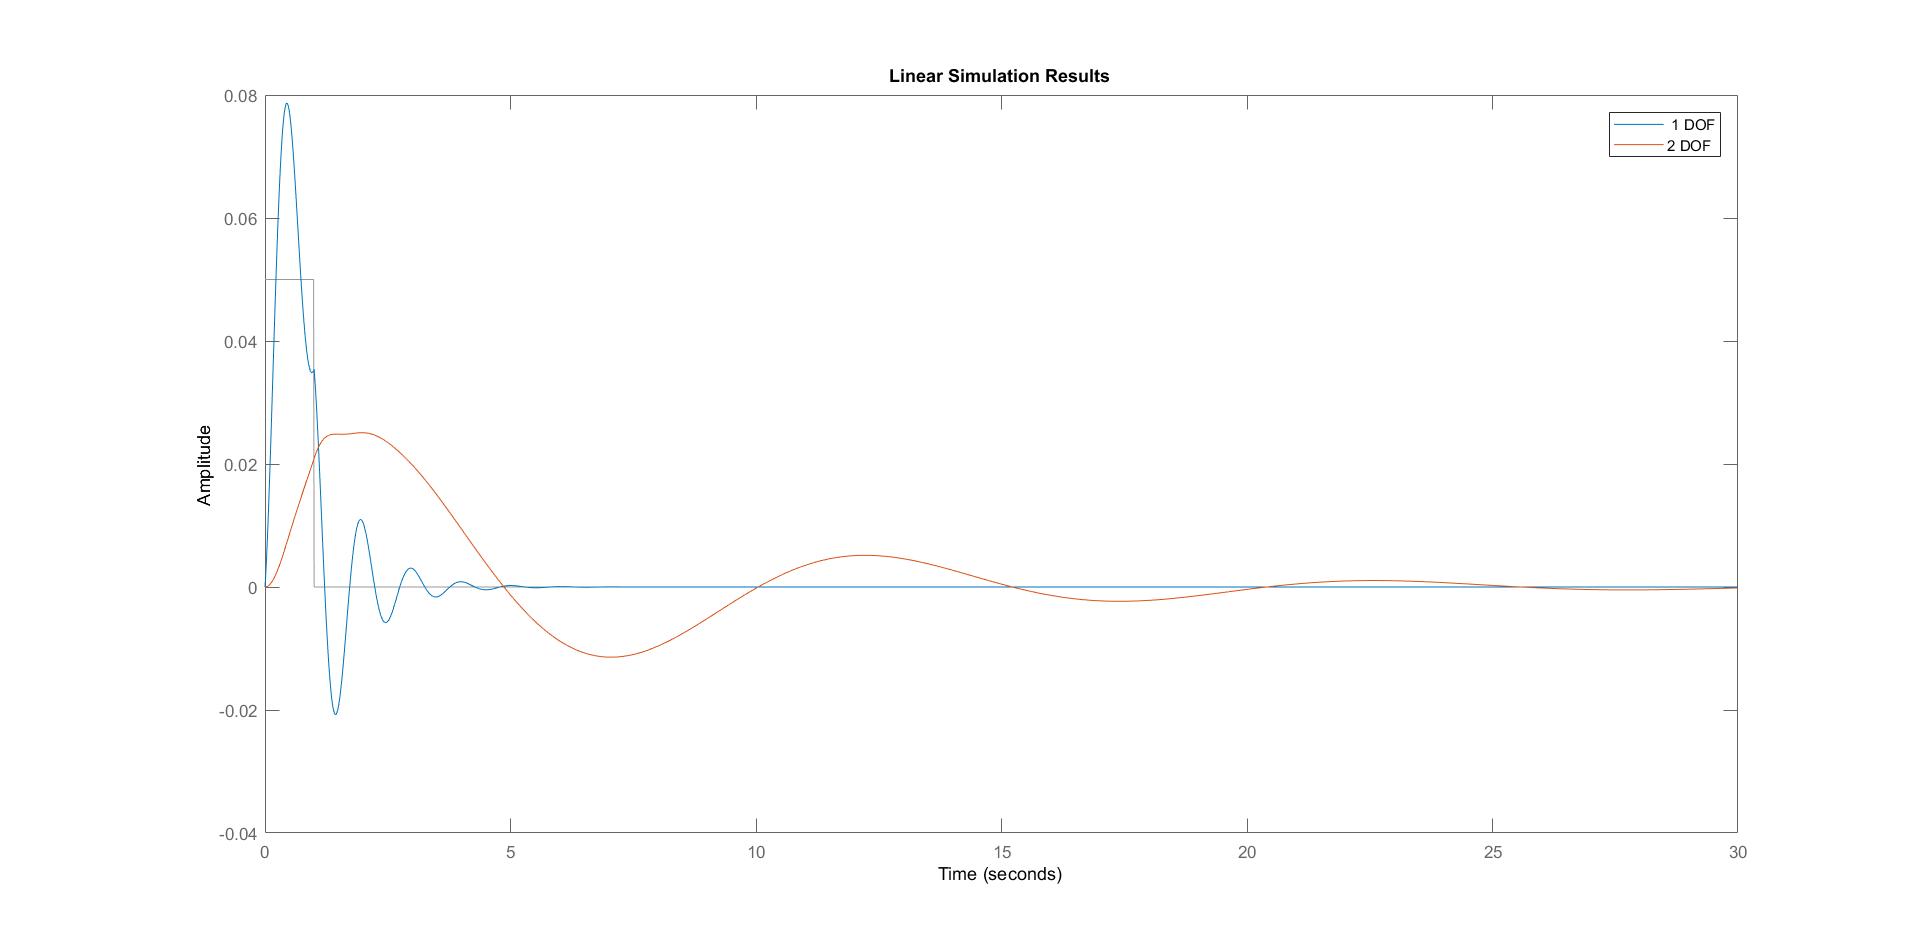 Linear Simulation Results
0.08
0.06
0.04
0.02
0
-0.02
-0.04
Amplitude
1 DOF
2 DOF
0 5 10 15 20 25 30
Time (seconds)